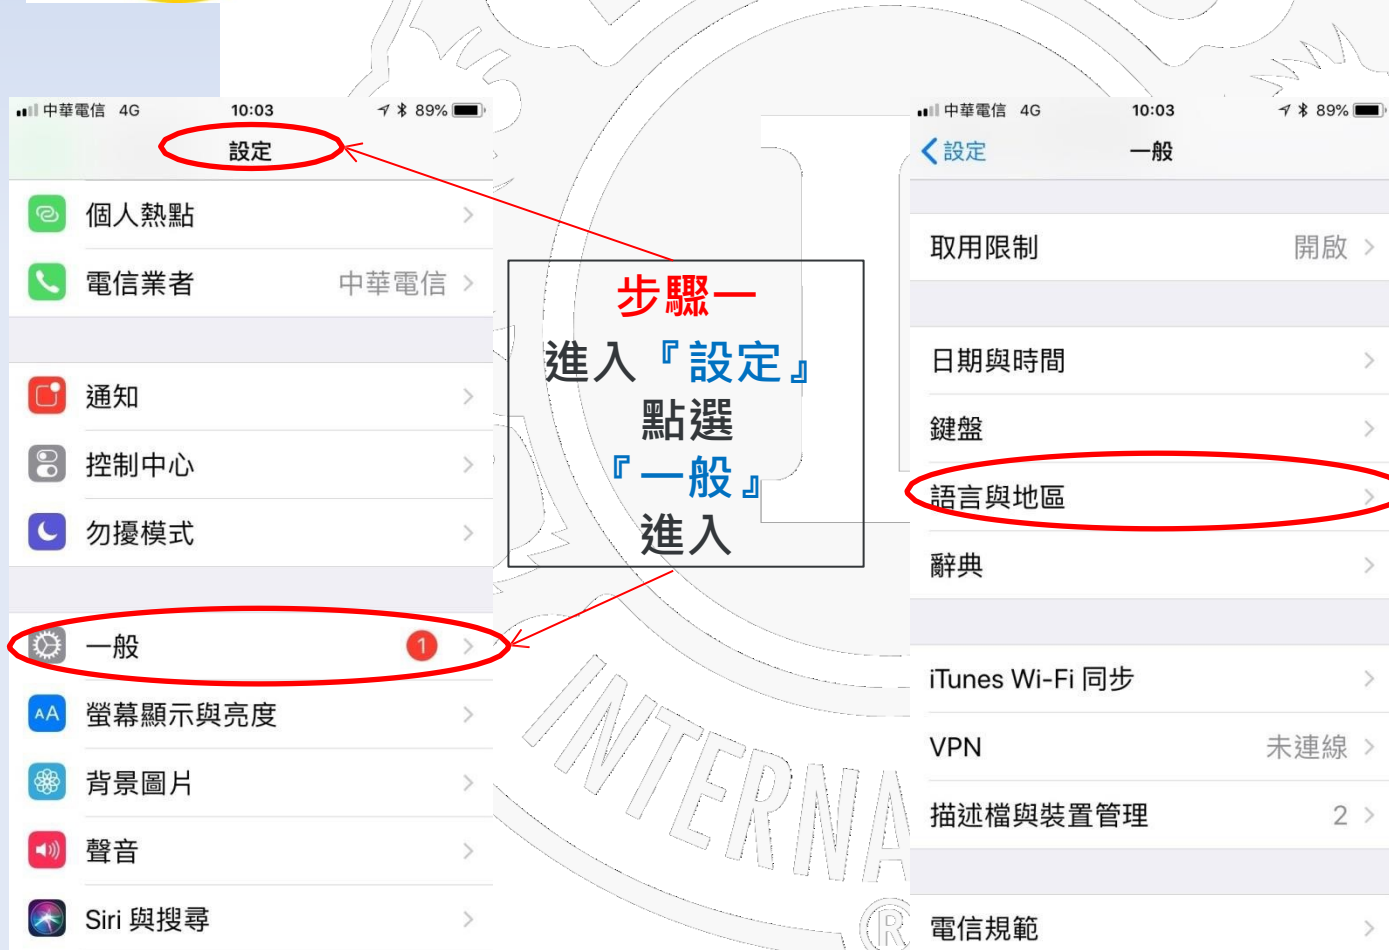 中華電信 4G 10:03 89%
設定
個人熱點
電信業者 中華電信
通知
控制中心
勿擾模式
一般 1
AA 螢幕顯示與亮度
背景圖片
聲音
Siri 與搜尋
步驟一
進入『設定』
點選
『一般』
進入
中華電信 4G 10:03 89%
設定 一般
取用限制 開啟
日期與時間
鍵盤
語言與地區
辭典
iTunes Wi-Fi 同步
VPN 未連線
描述檔與裝置管理 2
電信規範
INTERNA
®